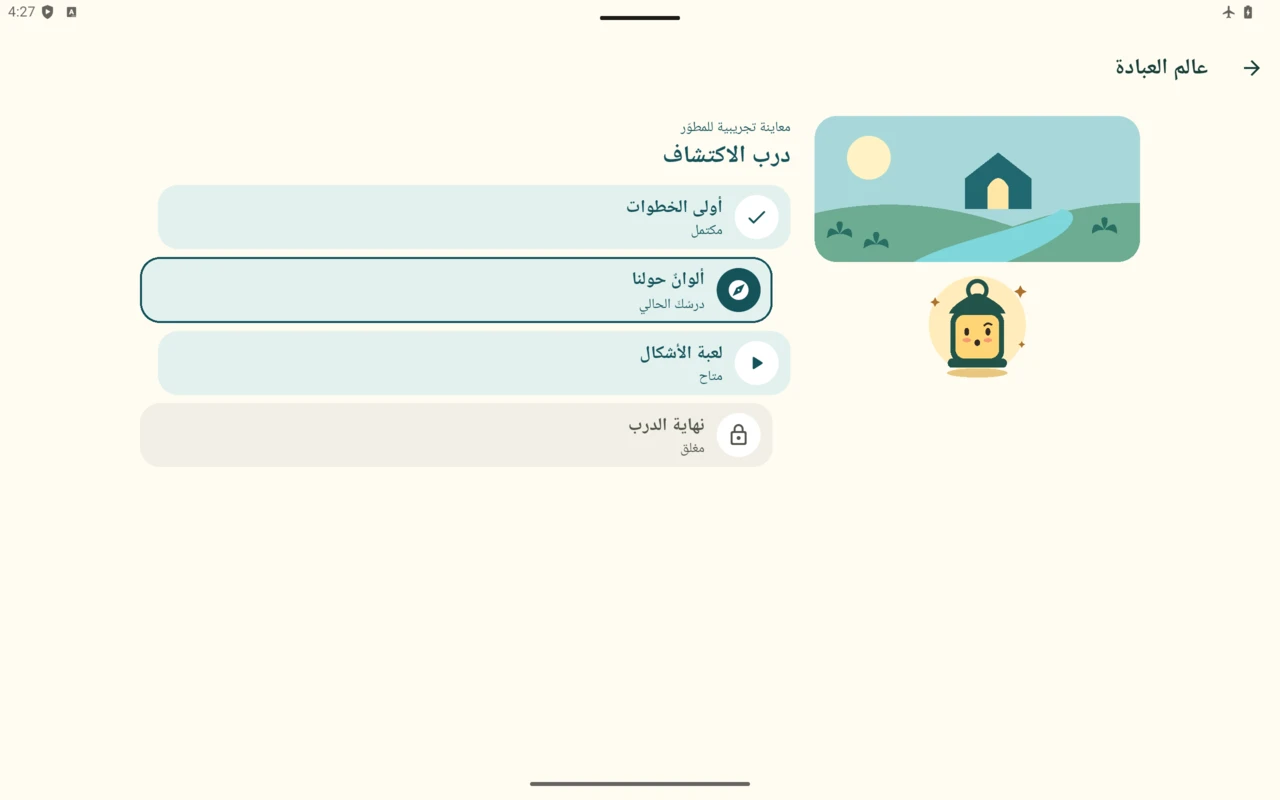 4:27
عالم العبادة
معاينة تجريبية للمطوّر
درب الاكتشاف
أولى الخطوات
مكتمل
ألوانٌ حولنا
درسُك الحالي
لعبة الأشكال
متاح
نهاية الدرب
مغلق